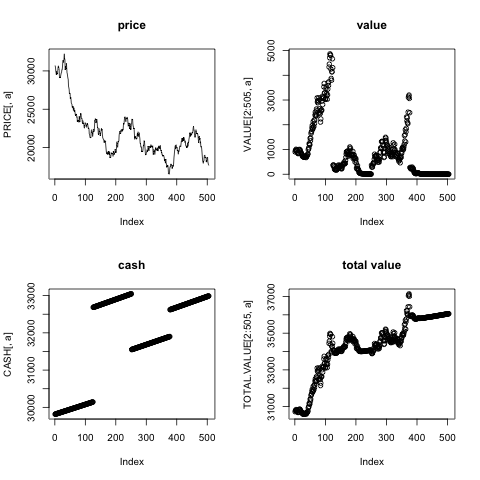 price
PRICE[, a]
20000 25000 30000
0 100 200 300 400 500
Index
value
VALUE[2:505, a]
0 1000 3000 5000
0 100 200 300 400 500
Index
cash
CASH[, a]
30000 31000 32000 33000
0 100 200 300 400 500
Index
total value
TOTAL.VALUE[2:505, a]
31000 33000 35000 37000
0 100 200 300 400 500
Index